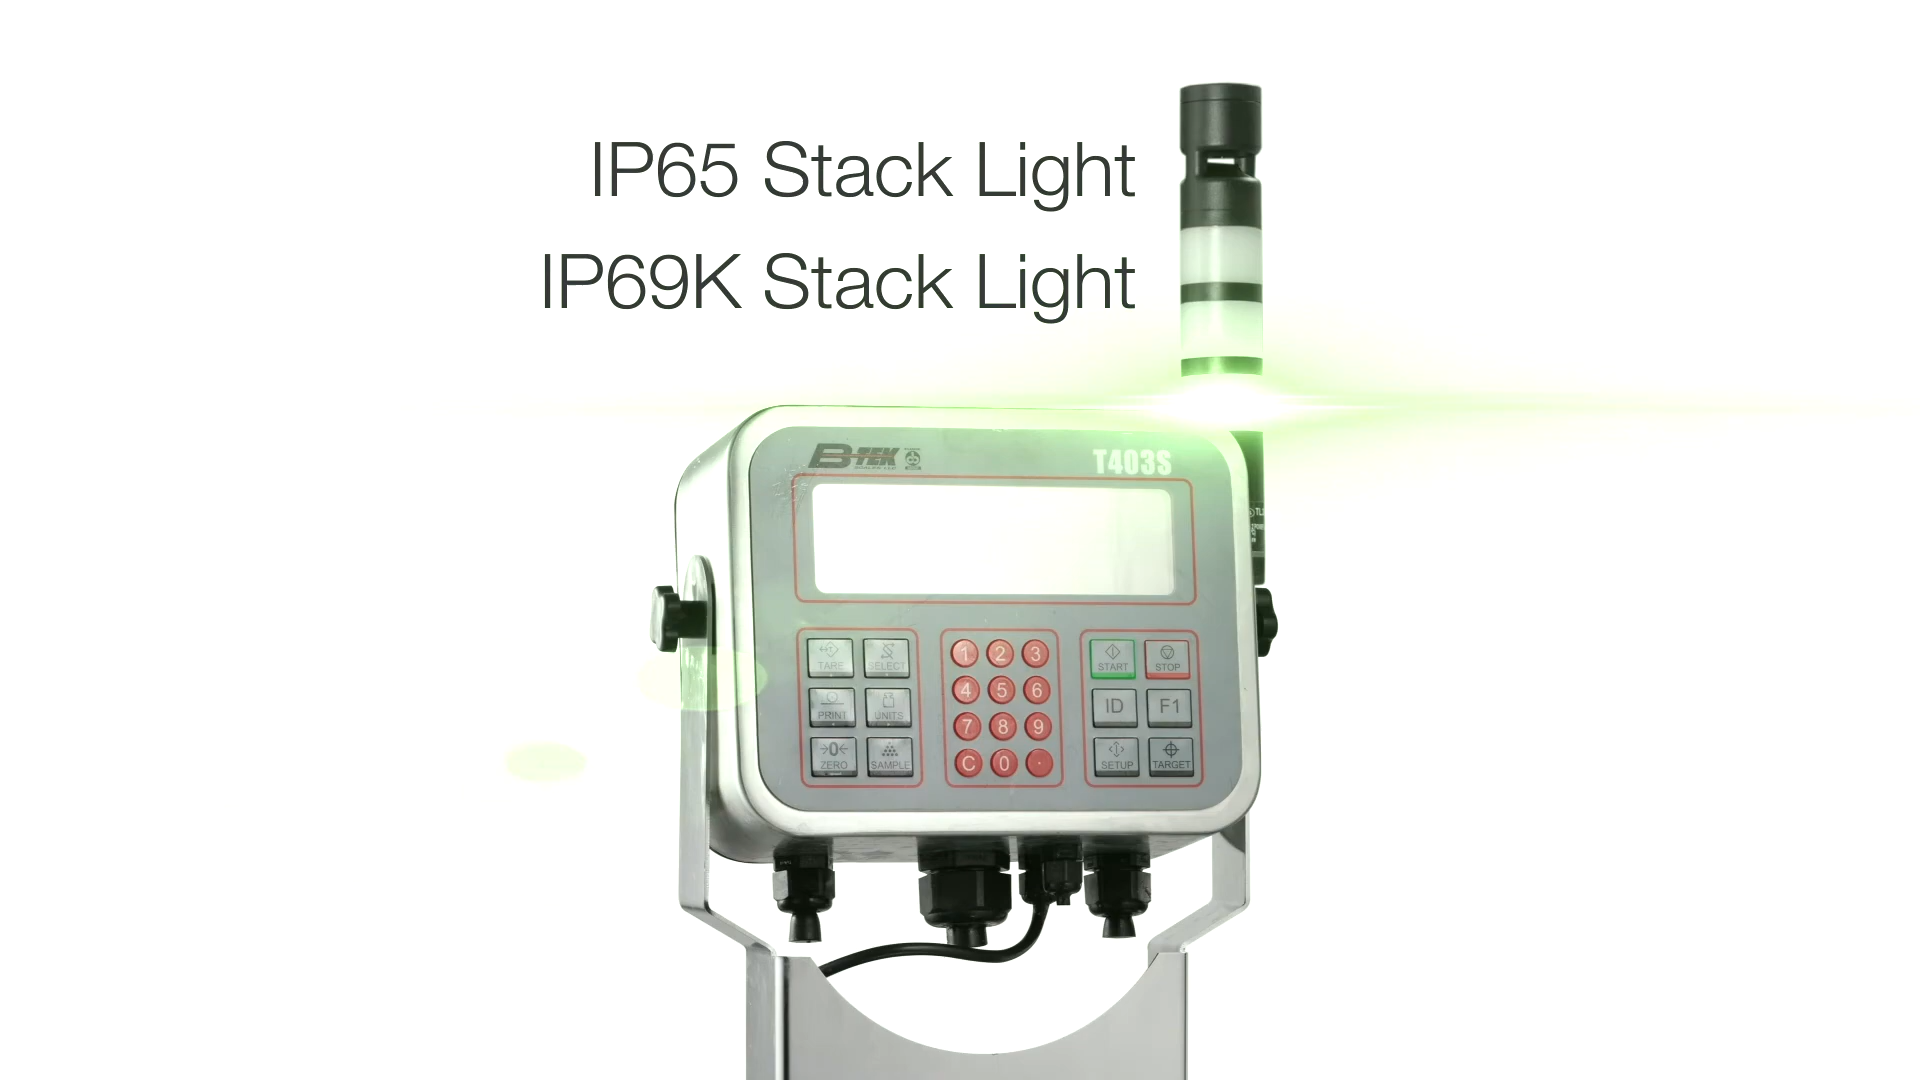 IP65 Stack Light
IP69K Stack Light
B-TEK
T403S
TARE SELECT
PRINT UNITS
→0← ZERO SAMPLE
1 2 3
4 5 6
7 8 9
C 0 .
START STOP
ID F1
SETUP TARGET